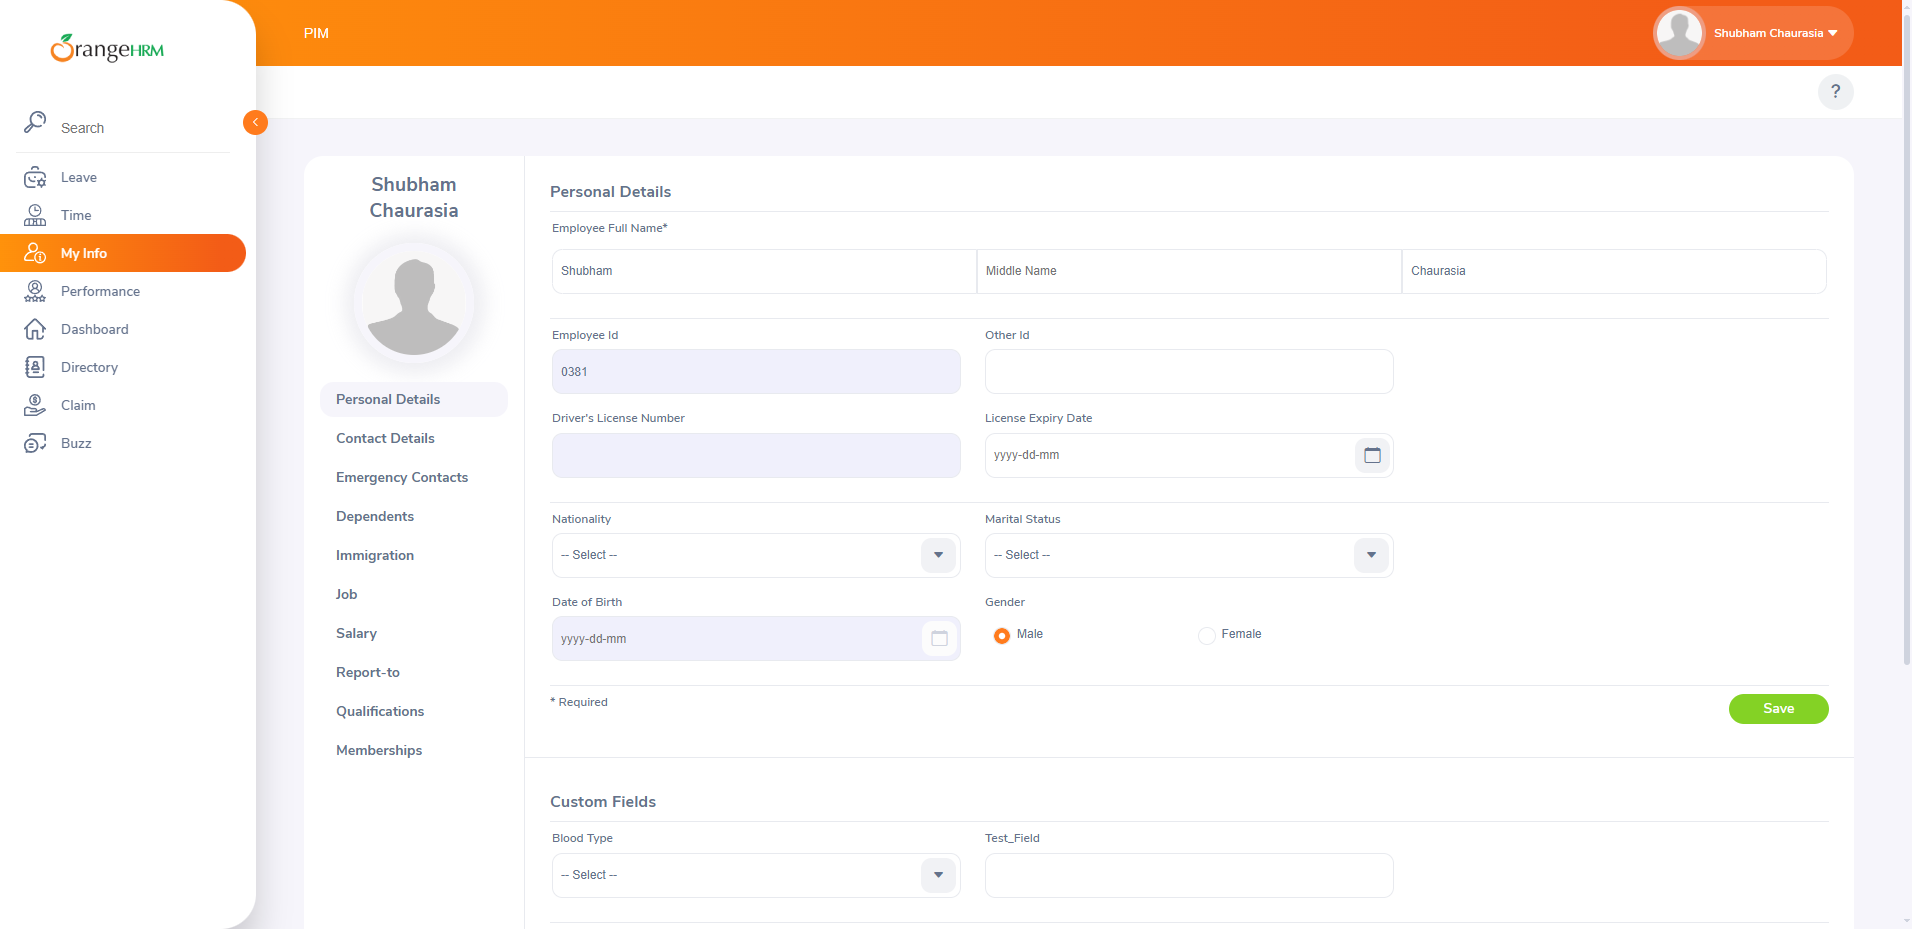 OrangeHRM
Search
Leave
Time
My Info
Performance
Dashboard
Directory
Claim
Buzz
PIM
Shubham Chaurasia
?
Shubham
Chaurasia
Personal Details
Contact Details
Emergency Contacts
Dependents
Immigration
Job
Salary
Report-to
Qualifications
Memberships
Personal Details
Employee Full Name*
Shubham Middle Name Chaurasia
Employee Id Other Id
0381
Driver's License Number License Expiry Date
yyyy-dd-mm
Nationality Marital Status
-- Select -- -- Select --
Date of Birth Gender
yyyy-dd-mm Male Female
* Required Save
Custom Fields
Blood Type Test_Field
-- Select --